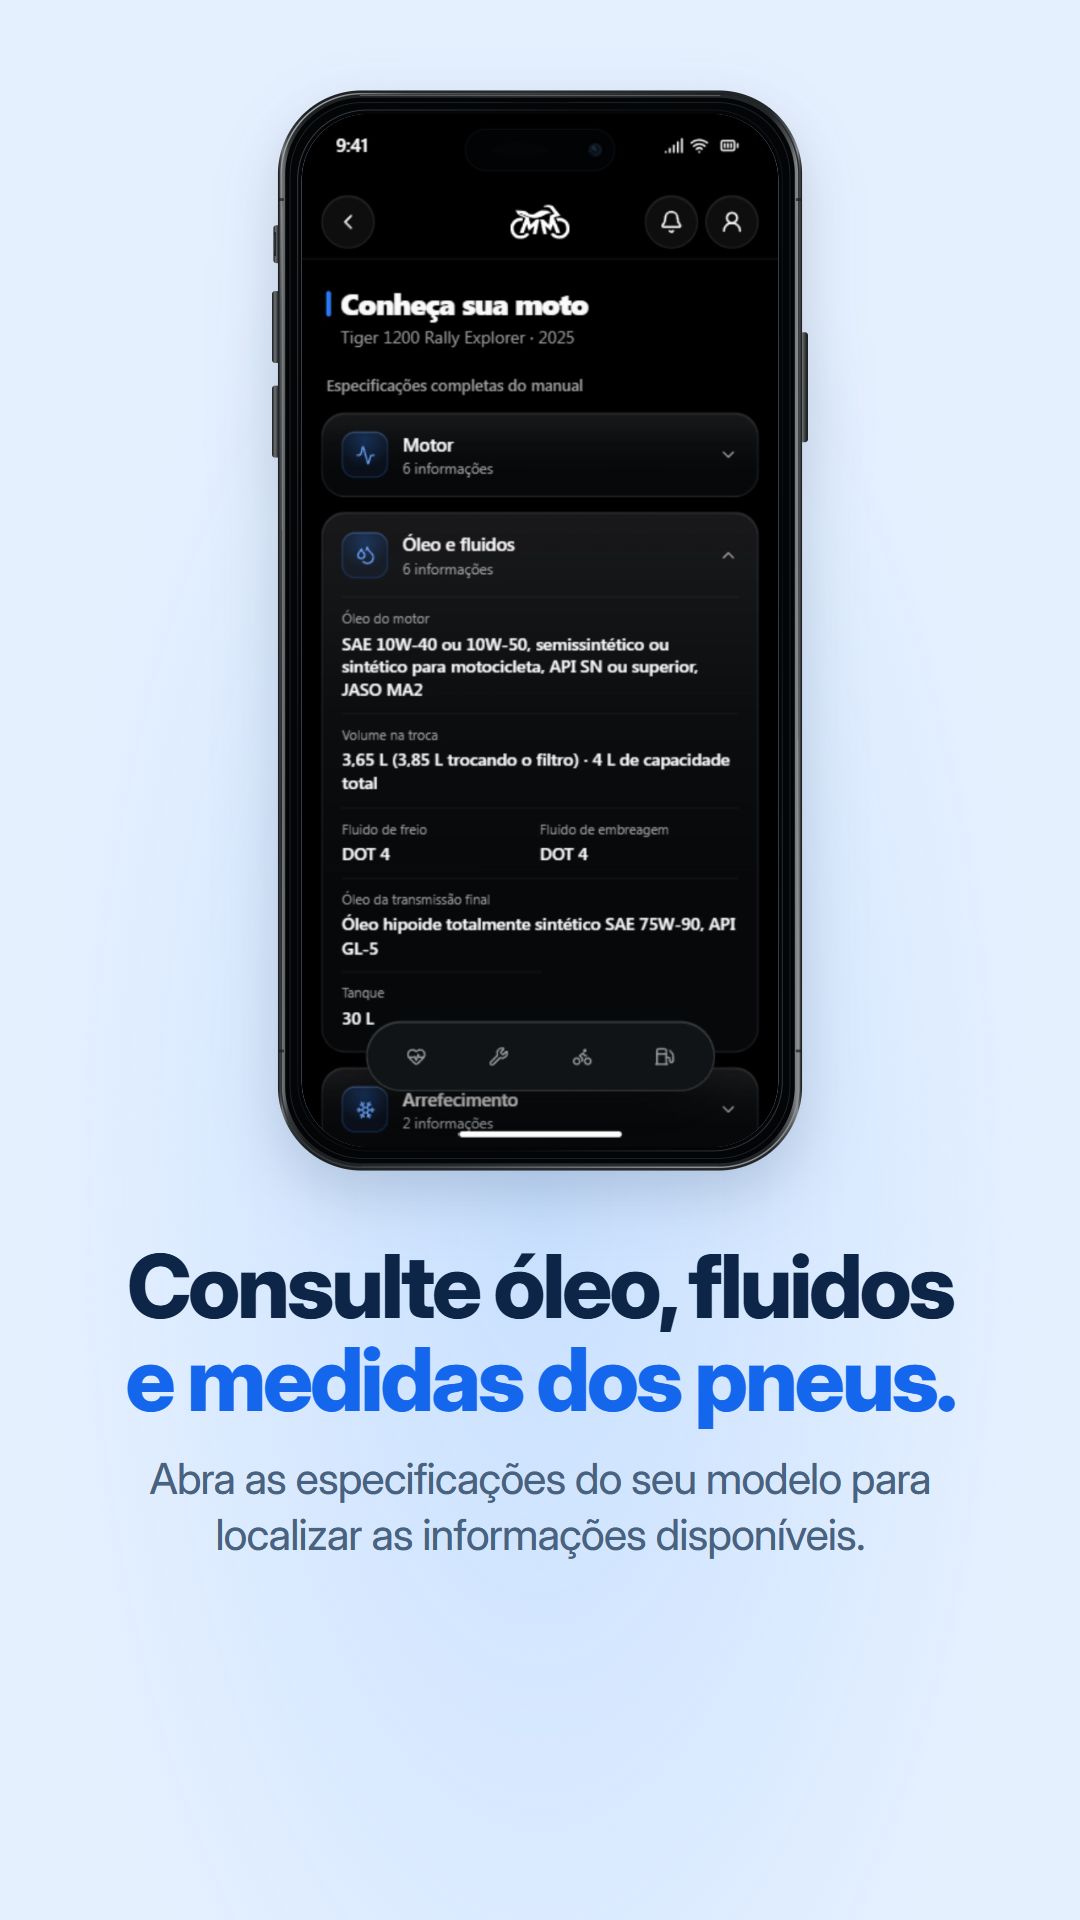 9:41
MM
Conheça sua moto
Tiger 1200 Rally Explorer · 2025
Especificações completas do manual
Motor
6 informações
Óleo e fluidos
6 informações
Óleo do motor
SAE 10W-40 ou 10W-50, semissintético ou
sintético para motocicleta, API SN ou superior,
JASO MA2
Volume na troca
3,65 L (3,85 L trocando o filtro) · 4 L de capacidade
total
Fluido de freio
DOT 4
Fluido de embreagem
DOT 4
Óleo da transmissão final
Óleo hipoide totalmente sintético SAE 75W-90, API
GL-5
Tanque
30 L
Arrefecimento
2 informações
Consulte óleo, fluidos
e medidas dos pneus.
Abra as especificações do seu modelo para
localizar as informações disponíveis.